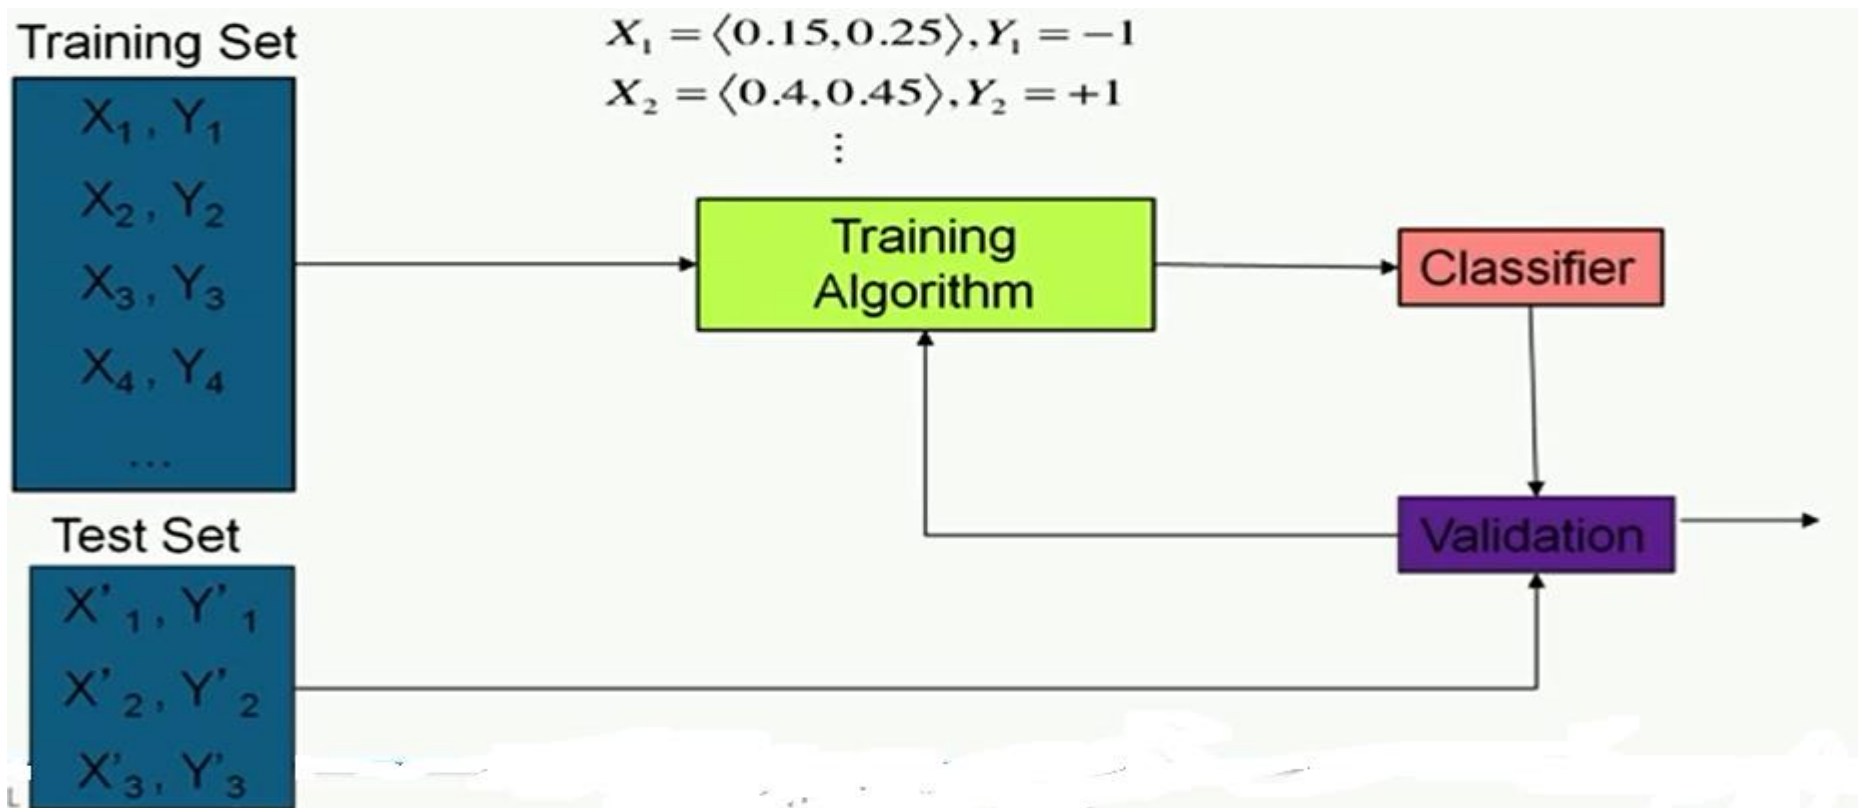 Training Set
X₁, Y₁
X₂, Y₂
X₃, Y₃
X₄, Y₄
...
X₁ = ⟨0.15,0.25⟩, Y₁ = −1
X₂ = ⟨0.4,0.45⟩, Y₂ = +1
⋮
Training
Algorithm
Classifier
Validation
Test Set
X'₁, Y'₁
X'₂, Y'₂
X'₃, Y'₃